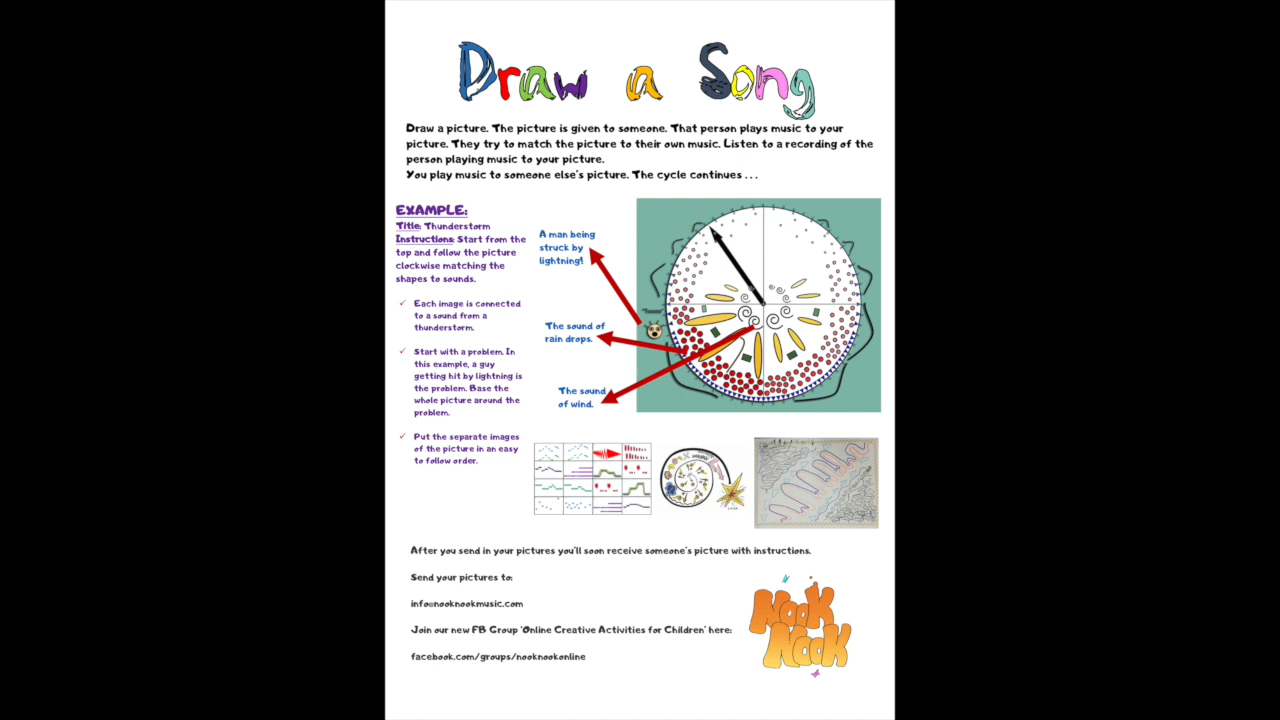 Draw a Song
Draw a picture. The picture is given to someone. That person plays music to your
picture. They try to match the picture to their own music. Listen to a recording of the
person playing music to your picture.
You play music to someone else's picture. The cycle continues . . .
EXAMPLE:
Title: Thunderstorm
Instructions: Start from the
top and follow the picture
clockwise matching the
shapes to sounds.
Each image is connected
to a sound from a
thunderstorm.
Start with a problem. In
this example, a guy
getting hit by lightning is
the problem. Base the
whole picture around the
problem.
Put the separate images
of the picture in an easy
to follow order.
A man being
struck by
lightning!
The sound of
rain drops.
The sound
of wind.
After you send in your pictures you'll soon receive someone's picture with instructions.
Send your pictures to:
info@nooknookmusic.com
Join our new FB Group 'Online Creative Activities for Children' here:
facebook.com/groups/nooknookonline
Nook
Nook